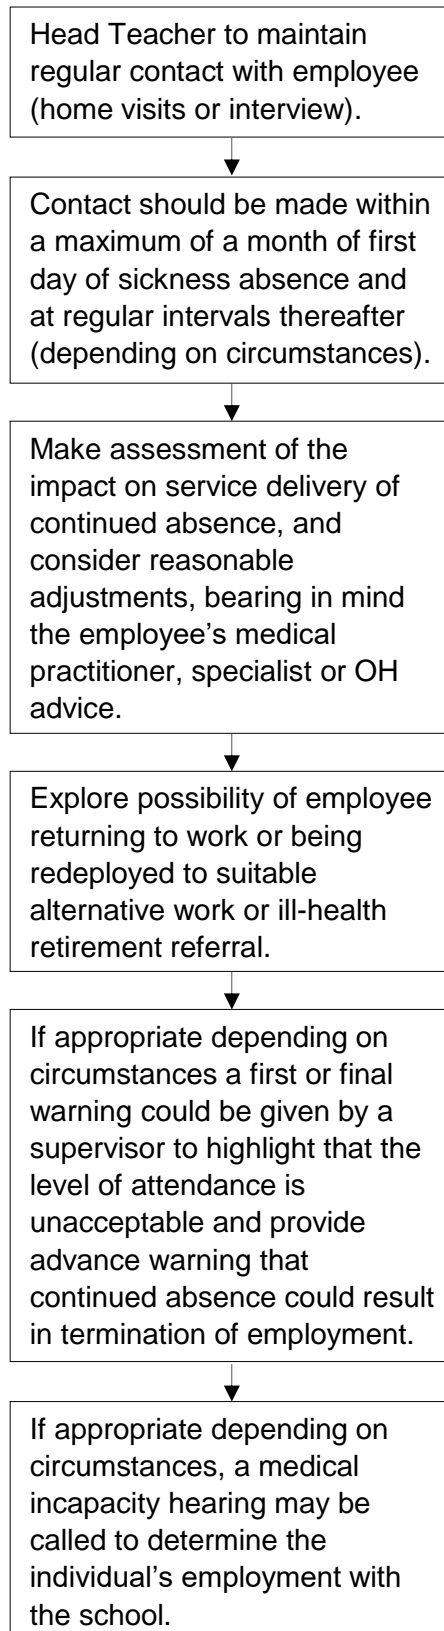 Head Teacher to maintain
regular contact with employee
(home visits or interview).
Contact should be made within
a maximum of a month of first
day of sickness absence and
at regular intervals thereafter
(depending on circumstances).
Make assessment of the
impact on service delivery of
continued absence, and
consider reasonable
adjustments, bearing in mind
the employee’s medical
practitioner, specialist or OH
advice.
Explore possibility of employee
returning to work or being
redeployed to suitable
alternative work or ill-health
retirement referral.
If appropriate depending on
circumstances a first or final
warning could be given by a
supervisor to highlight that the
level of attendance is
unacceptable and provide
advance warning that
continued absence could result
in termination of employment.
If appropriate depending on
circumstances, a medical
incapacity hearing may be
called to determine the
individual’s employment with
the school.